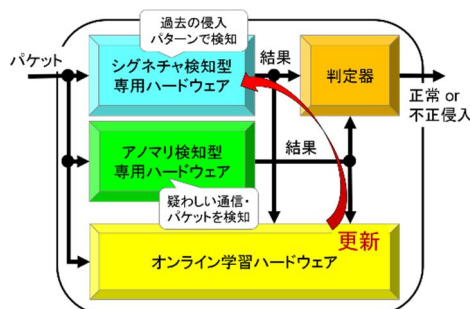 過去の侵入
パターンで検知
パケット
シグネチャ検知型
専用ハードウェア
結果
判定器
正常 or
不正侵入
アノマリ検知型
専用ハードウェア
結果
疑わしい通信・
パケットを検知
更新
オンライン学習ハードウェア